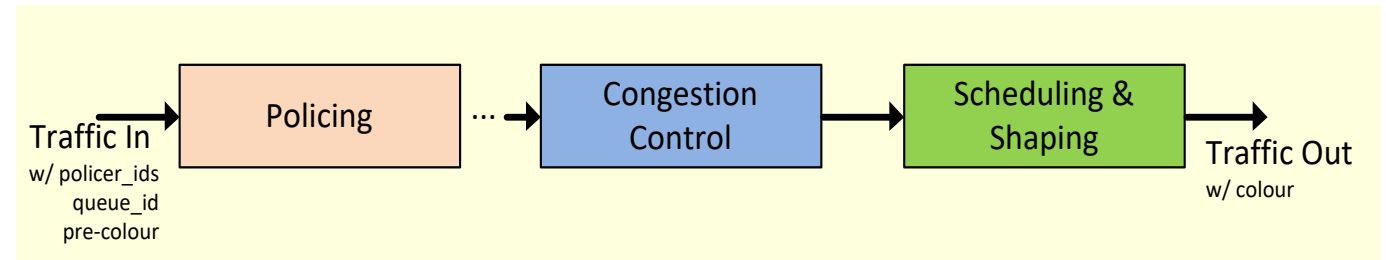 Traffic In
w/ policer_ids
queue_id
pre-colour
Policing
...
Congestion
Control
Scheduling &
Shaping
Traffic Out
w/ colour